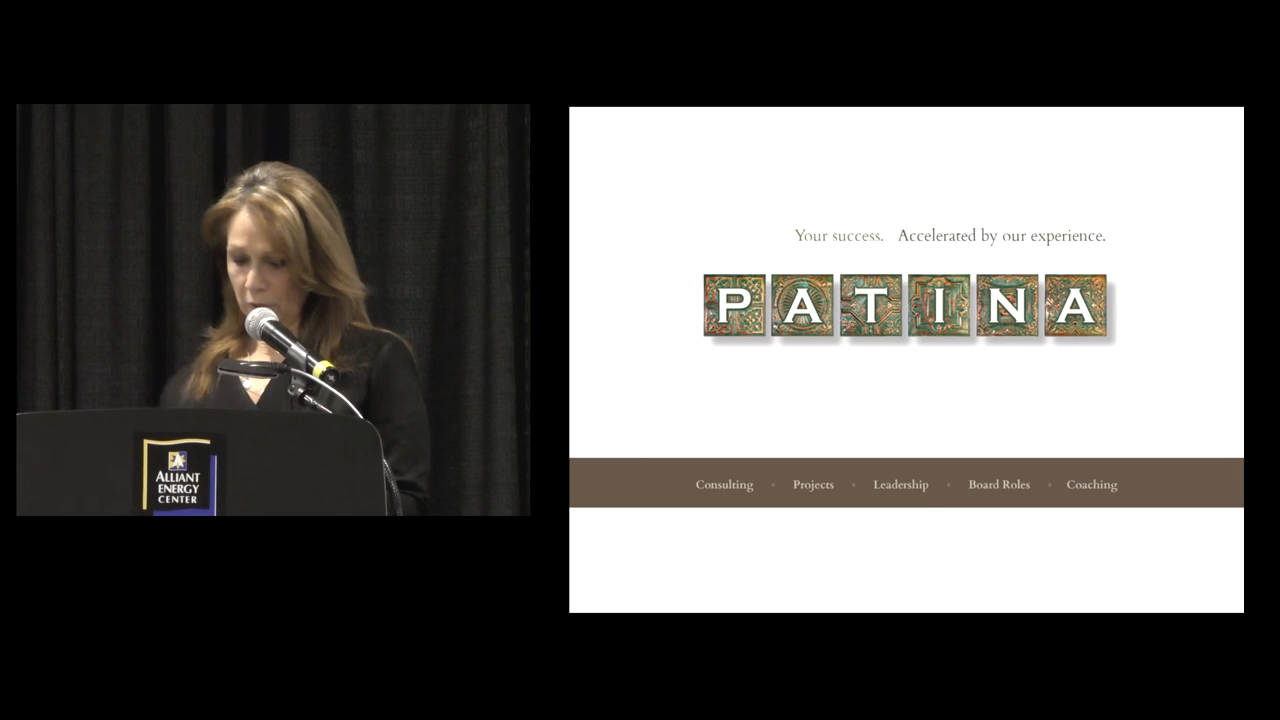 ALLIANT
ENERGY
CENTER
Your success. Accelerated by our experience.
PATINA
Consulting • Projects • Leadership • Board Roles • Coaching